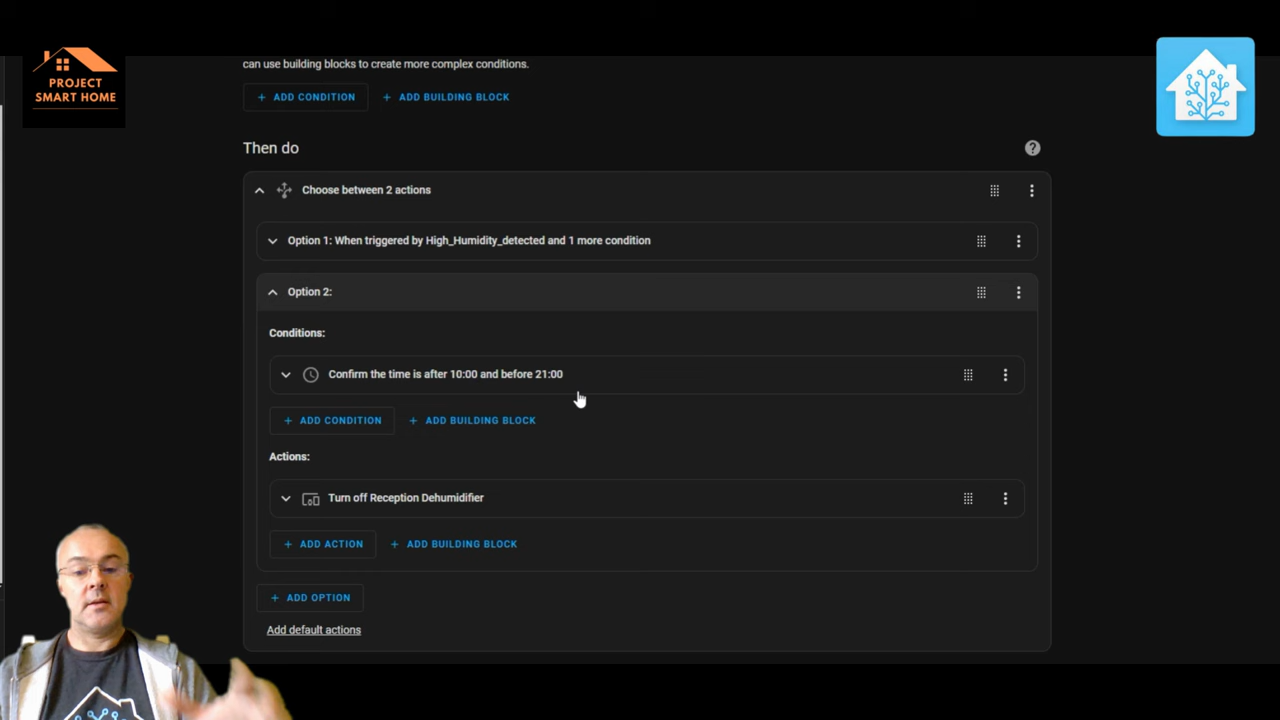 PROJECT
SMART HOME
can use building blocks to create more complex conditions.
+ ADD CONDITION
+ ADD BUILDING BLOCK
Then do
?
Choose between 2 actions
Option 1: When triggered by High_Humidity_detected and 1 more condition
Option 2:
Conditions:
Confirm the time is after 10:00 and before 21:00
+ ADD CONDITION
+ ADD BUILDING BLOCK
Actions:
Turn off Reception Dehumidifier
+ ADD ACTION
+ ADD BUILDING BLOCK
+ ADD OPTION
Add default actions